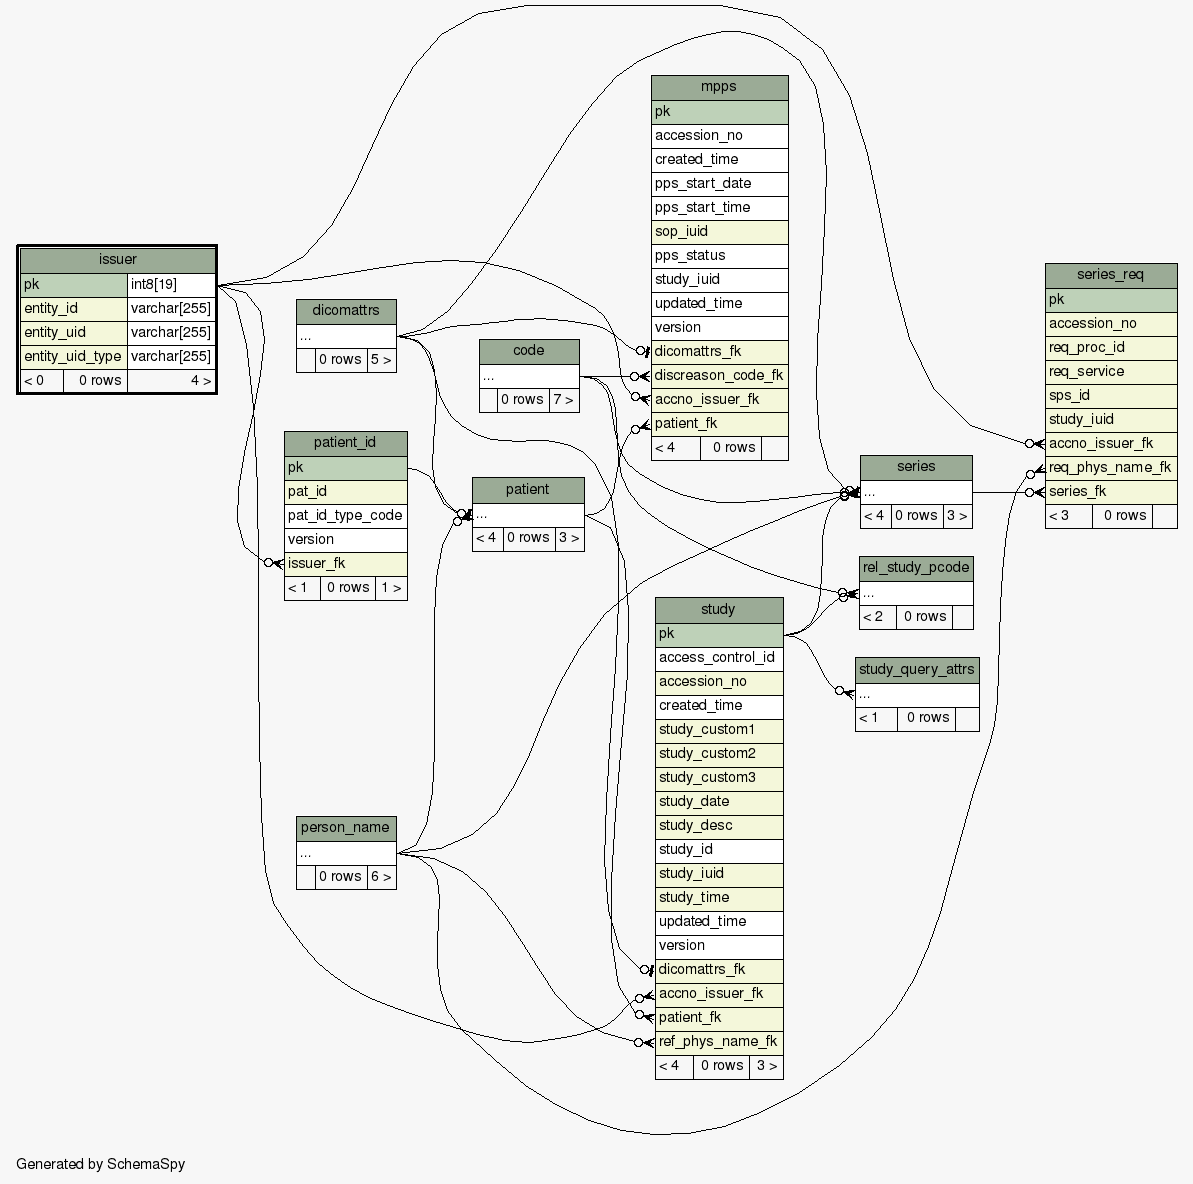 issuer
pk int8[19]
entity_id varchar[255]
entity_uid varchar[255]
entity_uid_type varchar[255]
< 0 0 rows 4 >
dicomattrs
...
0 rows 5 >
code
...
0 rows 7 >
mpps
pk
accession_no
created_time
pps_start_date
pps_start_time
sop_iuid
pps_status
study_iuid
updated_time
version
dicomattrs_fk
discreason_code_fk
accno_issuer_fk
patient_fk
< 4 0 rows
series_req
pk
accession_no
req_proc_id
req_service
sps_id
study_iuid
accno_issuer_fk
req_phys_name_fk
series_fk
< 3 0 rows
patient_id
pk
pat_id
pat_id_type_code
version
issuer_fk
< 1 0 rows 1 >
patient
...
< 4 0 rows 3 >
series
...
< 4 0 rows 3 >
rel_study_pcode
...
< 2 0 rows
study_query_attrs
...
< 1 0 rows
study
pk
access_control_id
accession_no
created_time
study_custom1
study_custom2
study_custom3
study_date
study_desc
study_id
study_iuid
study_time
updated_time
version
dicomattrs_fk
accno_issuer_fk
patient_fk
ref_phys_name_fk
< 4 0 rows 3 >
person_name
...
0 rows 6 >
Generated by SchemaSpy